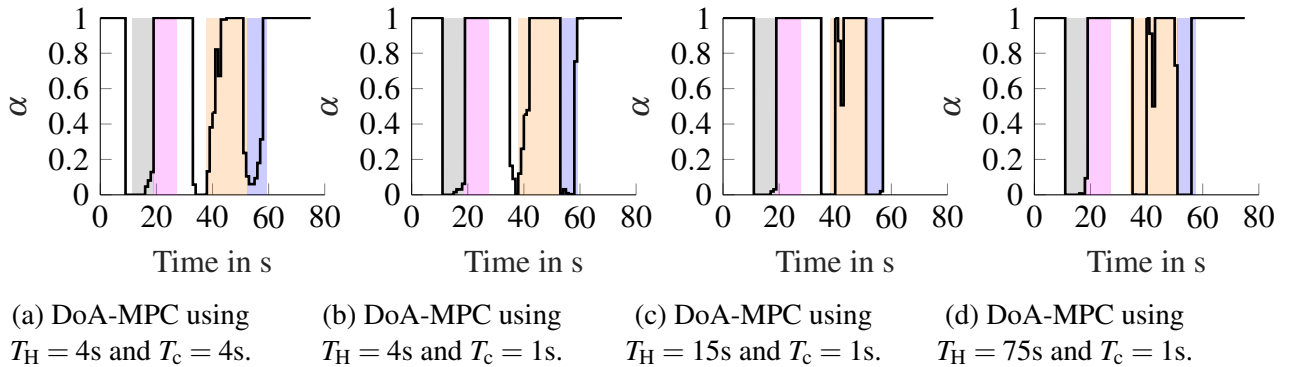 1
0.8
0.6
0.4
0.2
0
α
0 20 40 60 80
Time in s
(a) DoA-MPC using
T_H = 4s and T_c = 4s.
1
0.8
0.6
0.4
0.2
0
α
0 20 40 60 80
Time in s
(b) DoA-MPC using
T_H = 4s and T_c = 1s.
1
0.8
0.6
0.4
0.2
0
α
0 20 40 60 80
Time in s
(c) DoA-MPC using
T_H = 15s and T_c = 1s.
1
0.8
0.6
0.4
0.2
0
α
0 20 40 60 80
Time in s
(d) DoA-MPC using
T_H = 75s and T_c = 1s.